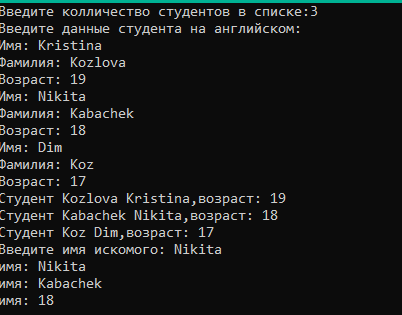 Введите колличество студентов в списке:3
Введите данные студента на английском:
Имя: Kristina
Фамилия: Kozlova
Возраст: 19
Имя: Nikita
Фамилия: Kabachek
Возраст: 18
Имя: Dim
Фамилия: Koz
Возраст: 17
Студент Kozlova Kristina,возраст: 19
Студент Kabachek Nikita,возраст: 18
Студент Koz Dim,возраст: 17
Введите имя искомого: Nikita
имя: Nikita
имя: Kabachek
имя: 18